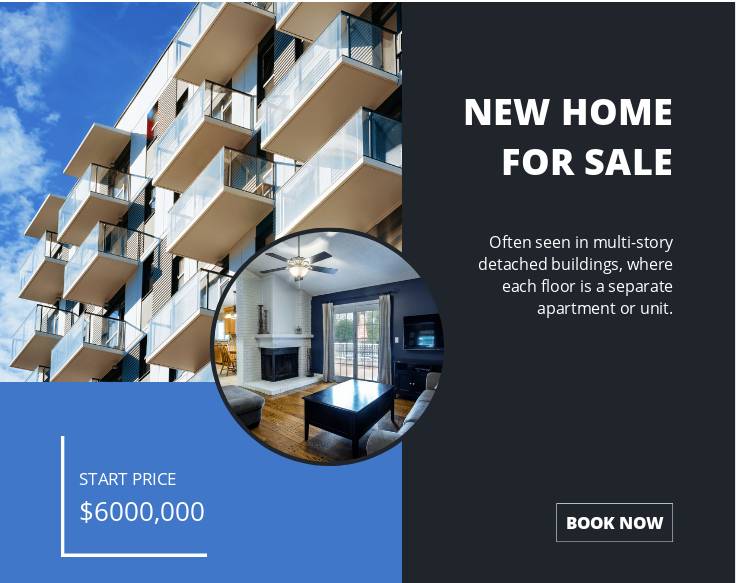 NEW HOME
FOR SALE
Often seen in multi-story
detached buildings, where
each floor is a separate
apartment or unit.
START PRICE
$6000,000
BOOK NOW